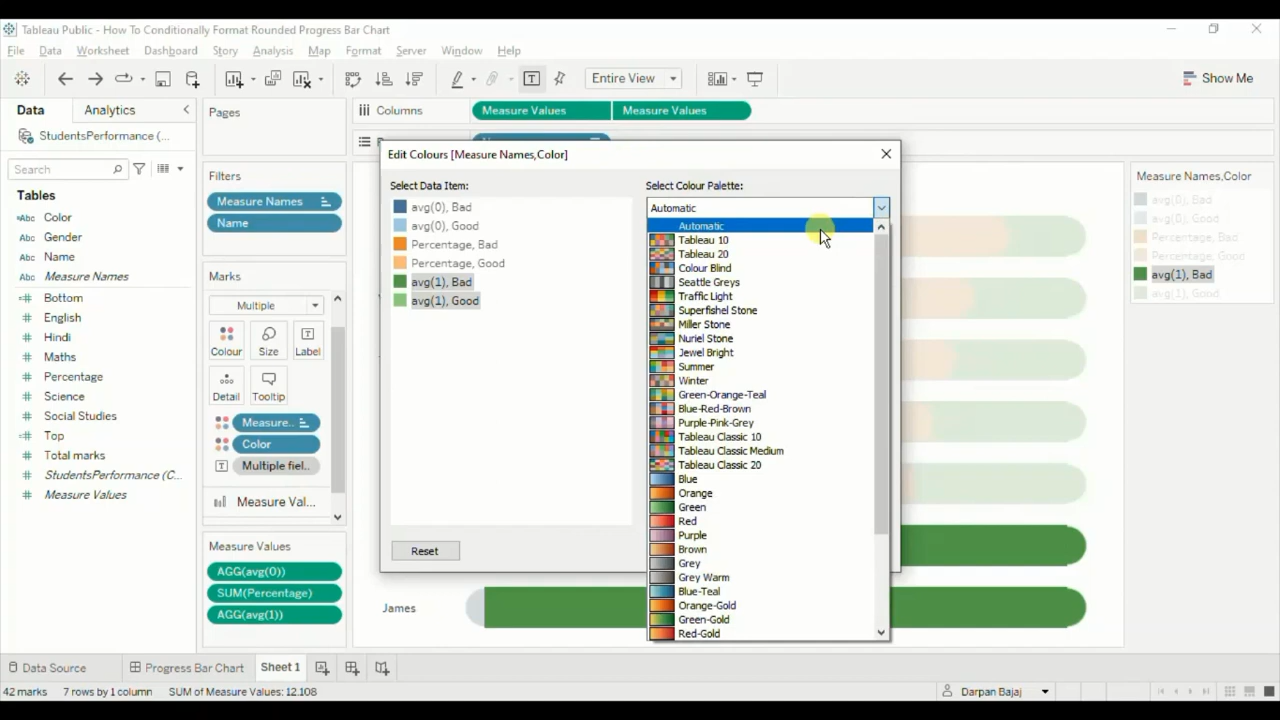 Tableau Public - How To Conditionally Format Rounded Progress Bar Chart
File Data Worksheet Dashboard Story Analysis Map Format Server Window Help
Entire View
Show Me
Data Analytics
StudentsPerformance (...
Search
Tables
Abc Color
Abc Gender
Abc Name
Abc Measure Names
Bottom
English
Hindi
Maths
Percentage
Science
Social Studies
Top
Total marks
StudentsPerformance (C...
Measure Values
Pages
Filters
Measure Names
Name
Marks
Multiple
Colour Size Label
Detail Tooltip
Measure..
Color
Multiple fiel..
Measure Val...
Measure Values
AGG(avg(0))
SUM(Percentage)
AGG(avg(1))
Columns
Measure Values Measure Values
Edit Colours [Measure Names,Color]
Select Data Item:
avg(0), Bad
avg(0), Good
Percentage, Bad
Percentage, Good
avg(1), Bad
avg(1), Good
Reset
Select Colour Palette:
Automatic
Automatic
Tableau 10
Tableau 20
Colour Blind
Seattle Greys
Traffic Light
Superfishel Stone
Miller Stone
Nuriel Stone
Jewel Bright
Summer
Winter
Green-Orange-Teal
Blue-Red-Brown
Purple-Pink-Grey
Tableau Classic 10
Tableau Classic Medium
Tableau Classic 20
Blue
Orange
Green
Red
Purple
Brown
Grey
Grey Warm
Blue-Teal
Orange-Gold
Green-Gold
Red-Gold
James
Measure Names,Color
avg(0), Bad
avg(0), Good
Percentage, Bad
Percentage, Good
avg(1), Bad
avg(1), Good
Data Source Progress Bar Chart Sheet 1
42 marks 7 rows by 1 column SUM of Measure Values: 12.108
Darpan Bajaj